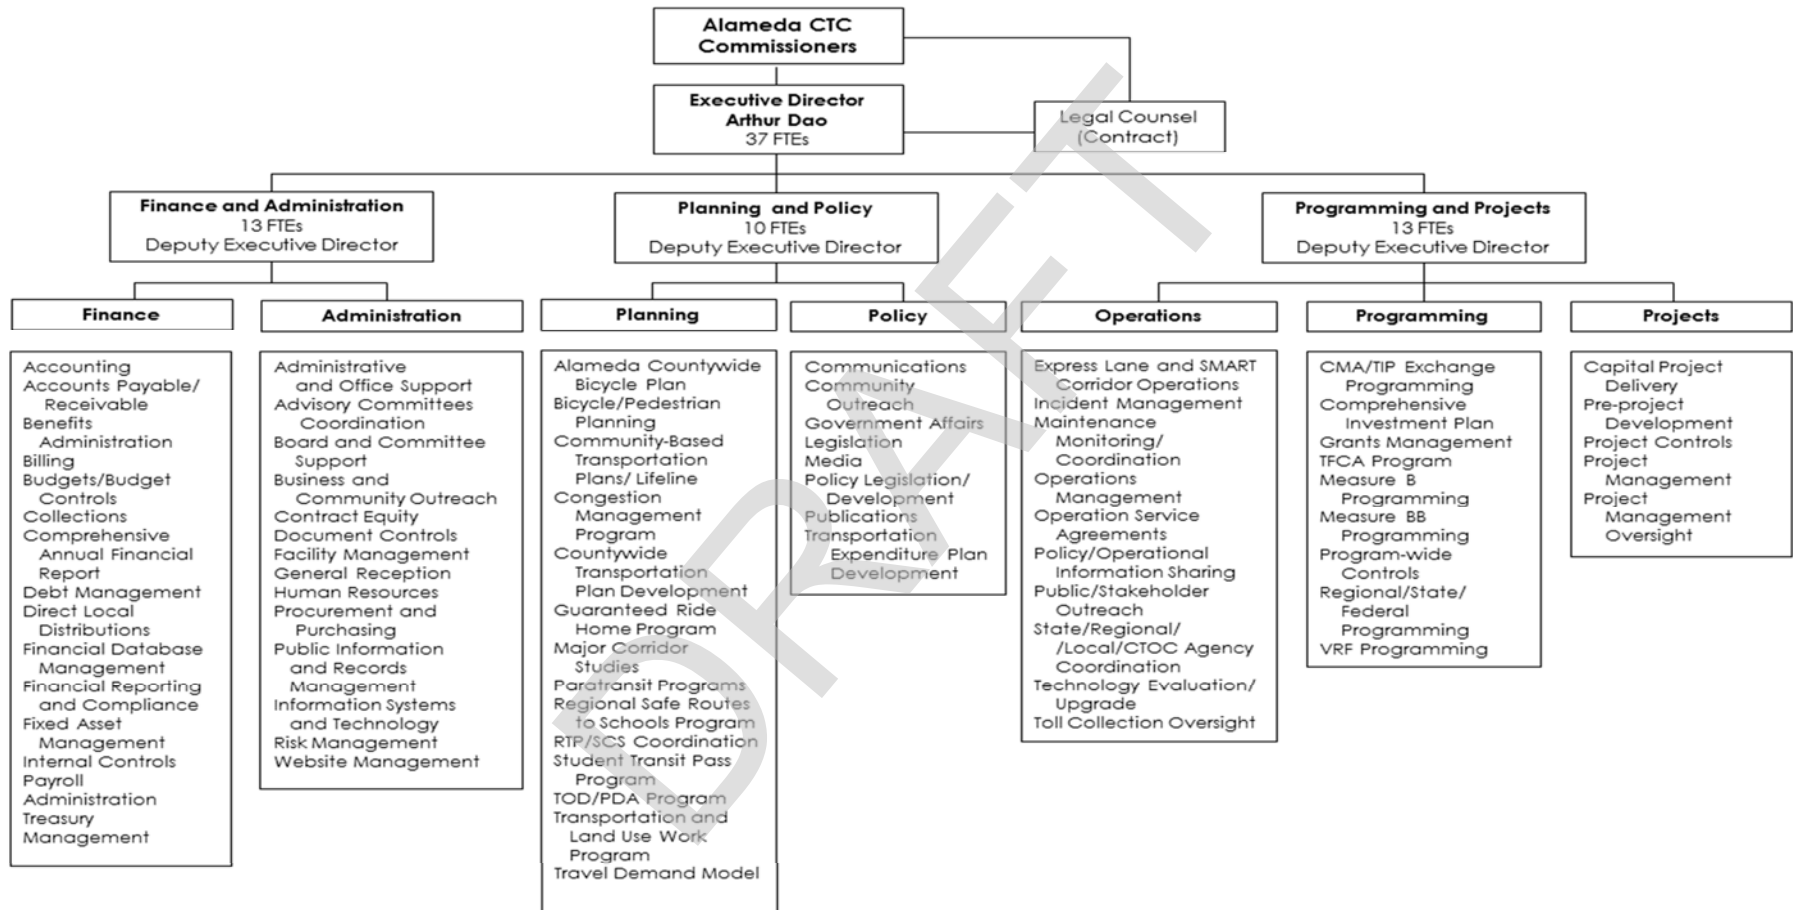 Alameda CTC
Commissioners
Executive Director
Arthur Dao
37 FTEs
Legal Counsel
(Contract)
Finance and Administration
13 FTEs
Deputy Executive Director
Planning and Policy
10 FTEs
Deputy Executive Director
Programming and Projects
13 FTEs
Deputy Executive Director
Finance
Administration
Planning
Policy
Operations
Programming
Projects
Accounting
Accounts Payable/
Receivable
Benefits
Administration
Billing
Budgets/Budget
Controls
Collections
Comprehensive
Annual Financial
Report
Debt Management
Direct Local
Distributions
Financial Database
Management
Financial Reporting
and Compliance
Fixed Asset
Management
Internal Controls
Payroll
Administration
Treasury
Management
Administrative
and Office Support
Advisory Committees
Coordination
Board and Committee
Support
Business and
Community Outreach
Contract Equity
Document Controls
Facility Management
General Reception
Human Resources
Procurement and
Purchasing
Public Information
and Records
Management
Information Systems
and Technology
Risk Management
Website Management
Alameda Countywide
Bicycle Plan
Bicycle/Pedestrian
Planning
Community-Based
Transportation
Plans/ Lifeline
Congestion
Management
Program
Countywide
Transportation
Plan Development
Guaranteed Ride
Home Program
Major Corridor
Studies
Paratransit Programs
Regional Safe Routes
to Schools Program
RTP/SCS Coordination
Student Transit Pass
Program
TOD/PDA Program
Transportation and
Land Use Work
Program
Travel Demand Model
Communications
Community
Outreach
Government Affairs
Legislation
Media
Policy Legislation/
Development
Publications
Transportation
Expenditure Plan
Development
Express Lane and SMART
Corridor Operations
Incident Management
Maintenance
Monitoring/
Coordination
Operations
Management
Operation Service
Agreements
Policy/Operational
Information Sharing
Public/Stakeholder
Outreach
State/Regional/
/Local/CTOC Agency
Coordination
Technology Evaluation/
Upgrade
Toll Collection Oversight
CMA/TIP Exchange
Programming
Comprehensive
Investment Plan
Grants Management
TFCA Program
Measure B
Programming
Measure BB
Programming
Program-wide
Controls
Regional/State/
Federal
Programming
VRF Programming
Capital Project
Delivery
Pre-project
Development
Project Controls
Project
Management
Project
Management
Oversight
DRAFT